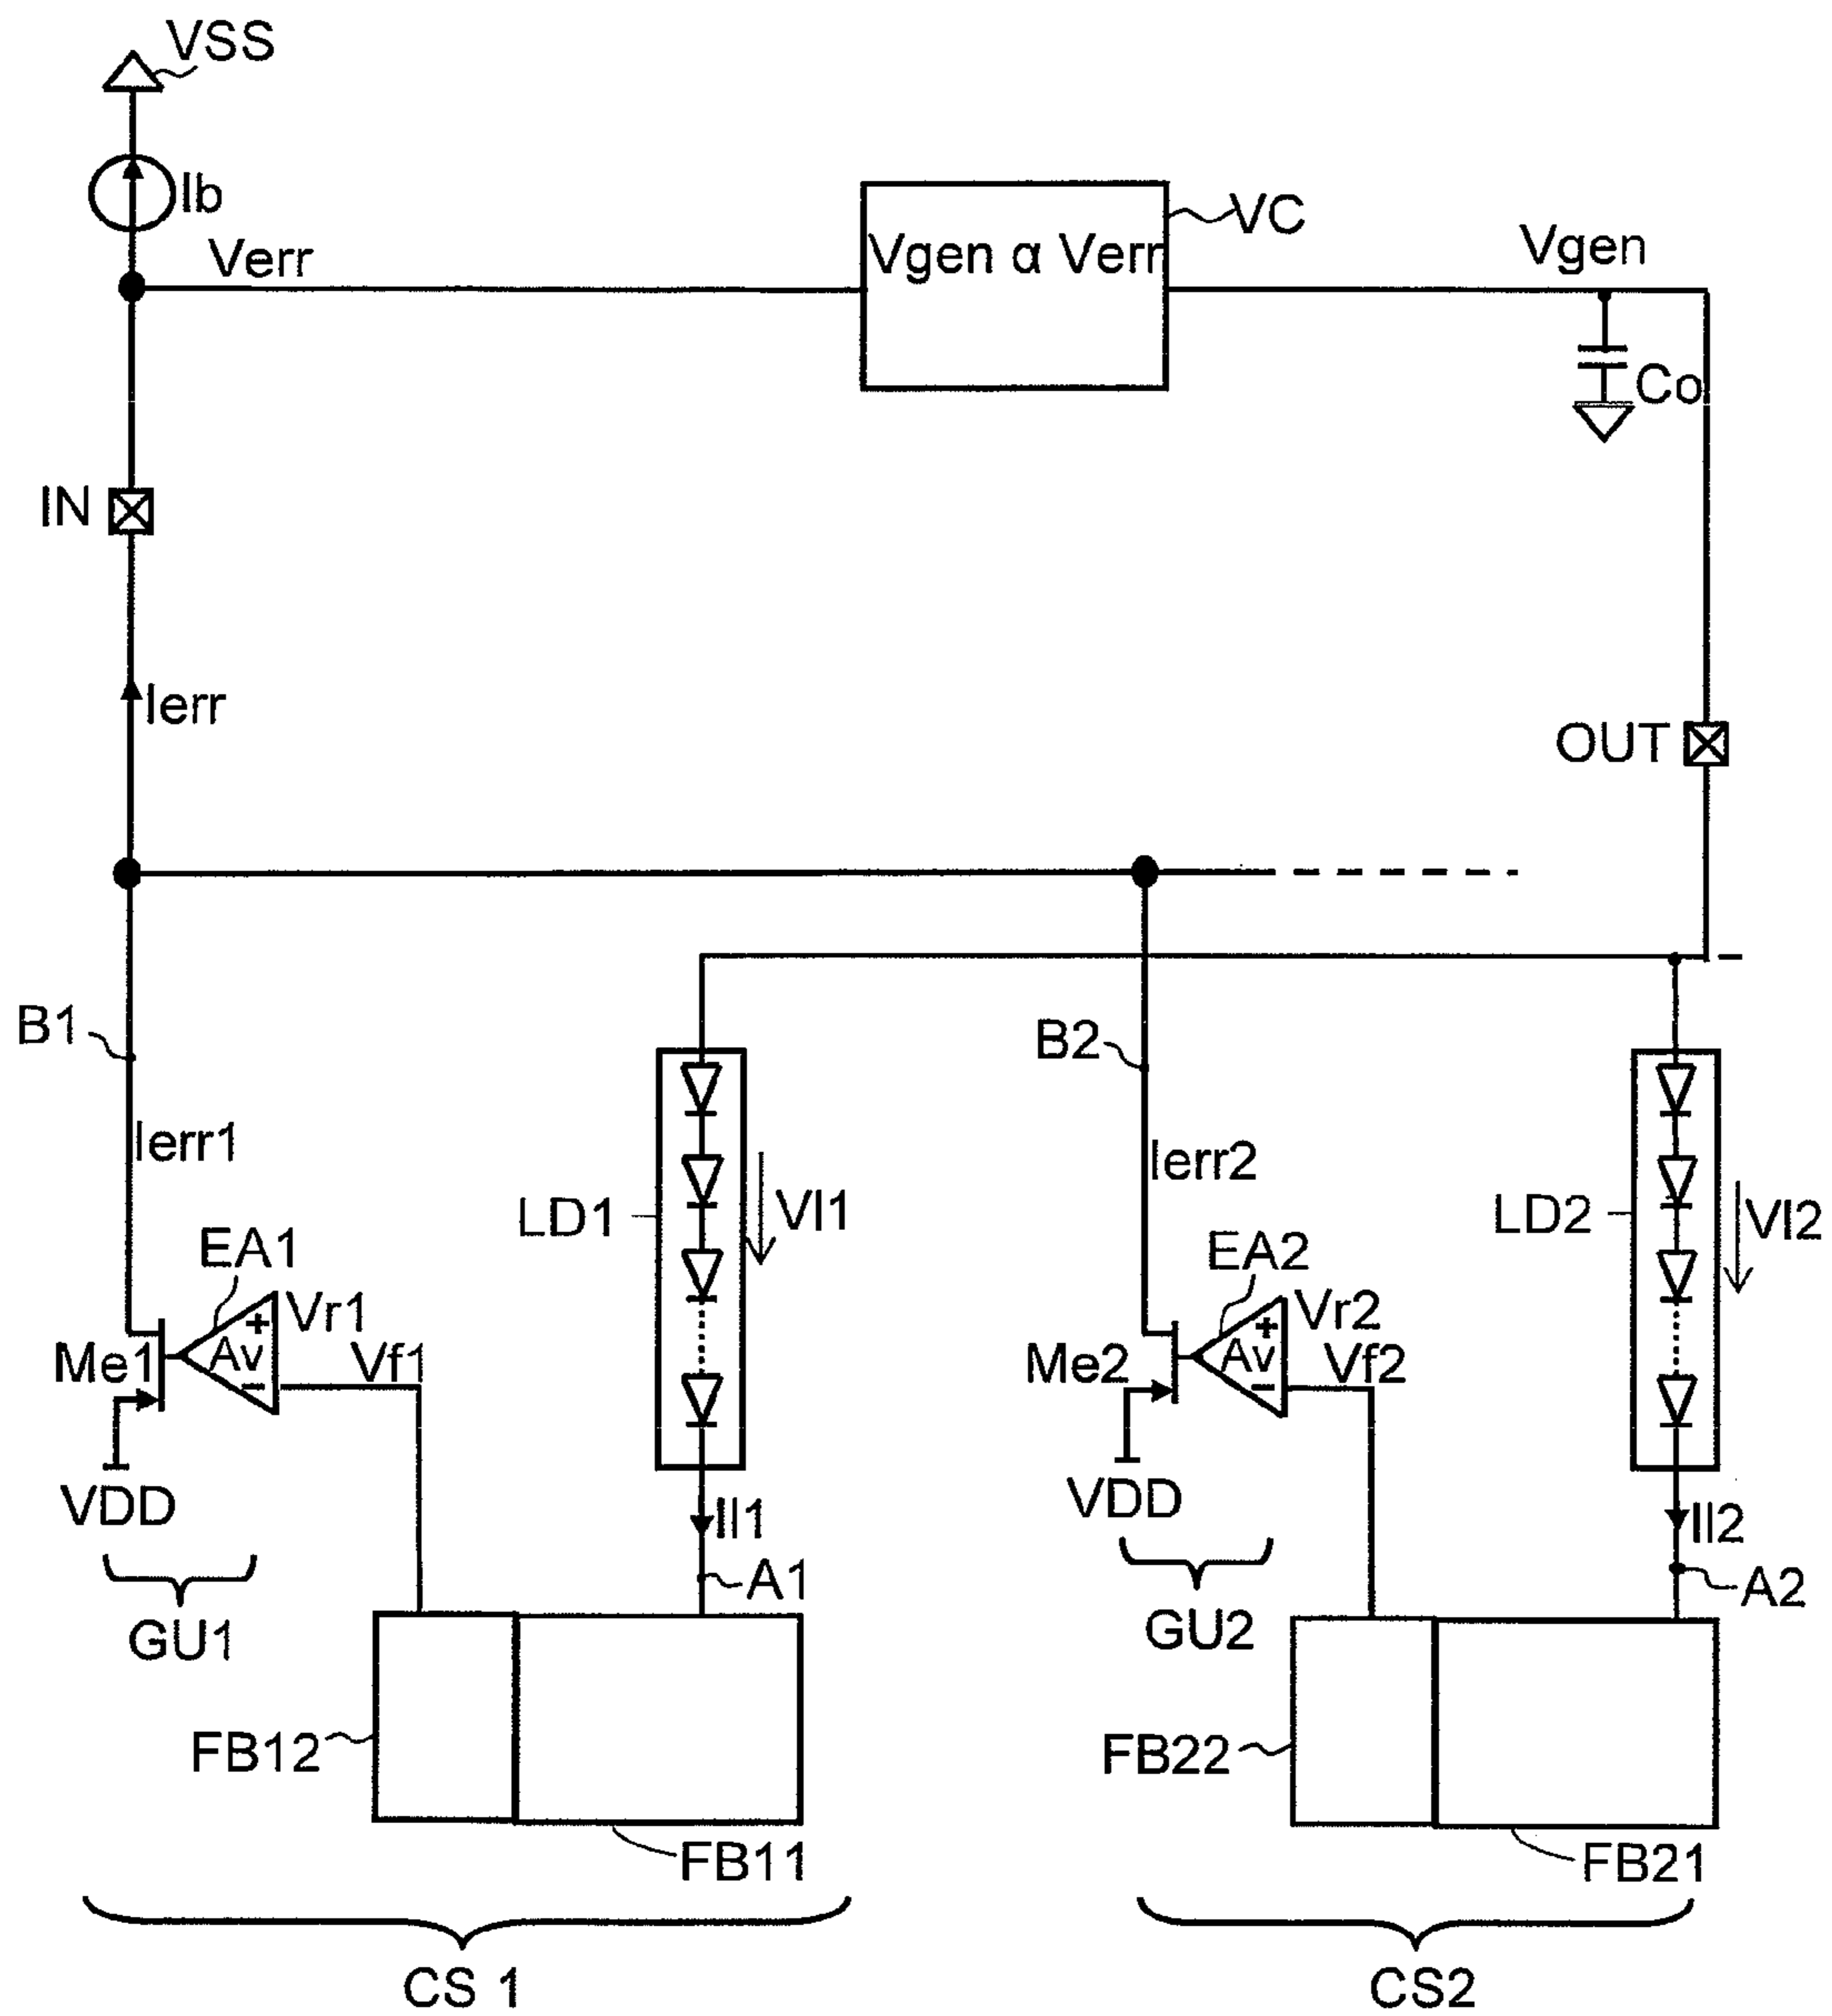 VSS
Ib
Verr
VC
Vgen α Verr
Vgen
Co
IN
Ierr
OUT
B1
B2
Ierr1
Ierr2
LD1
Vl1
LD2
Vl2
EA1
EA2
Vr1
Vr2
Me1
Av
+
-
Vf1
Me2
Av
+
-
Vf2
VDD
VDD
Il1
Il2
A1
A2
GU1
GU2
FB12
FB22
FB11
FB21
CS 1
CS2